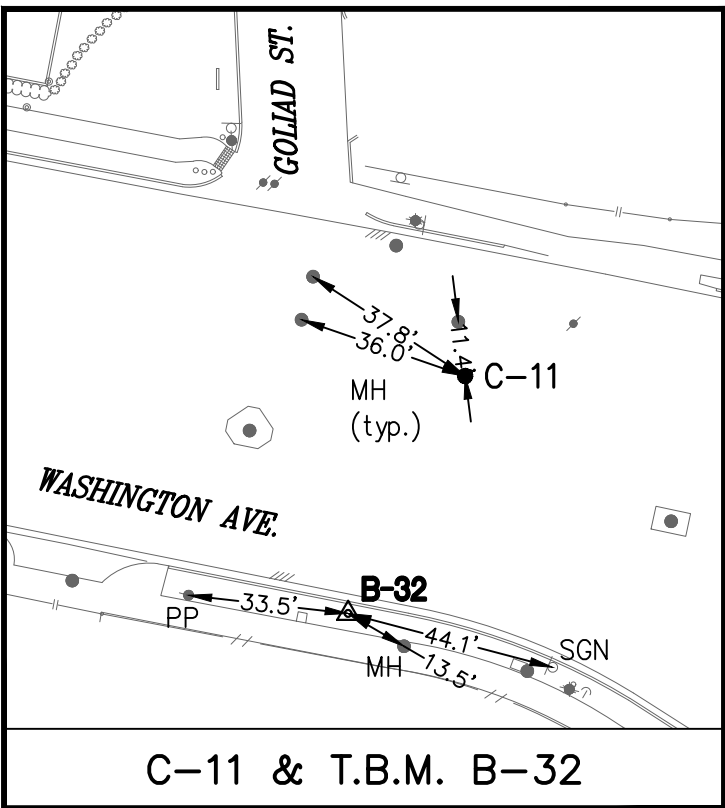 GOLIAD ST.
37.8'
36.0'
11.4'
C-11
MH
(typ.)
WASHINGTON AVE.
B-32
33.5'
PP
44.1'
SGN
MH
13.5'
C-11 & T.B.M. B-32